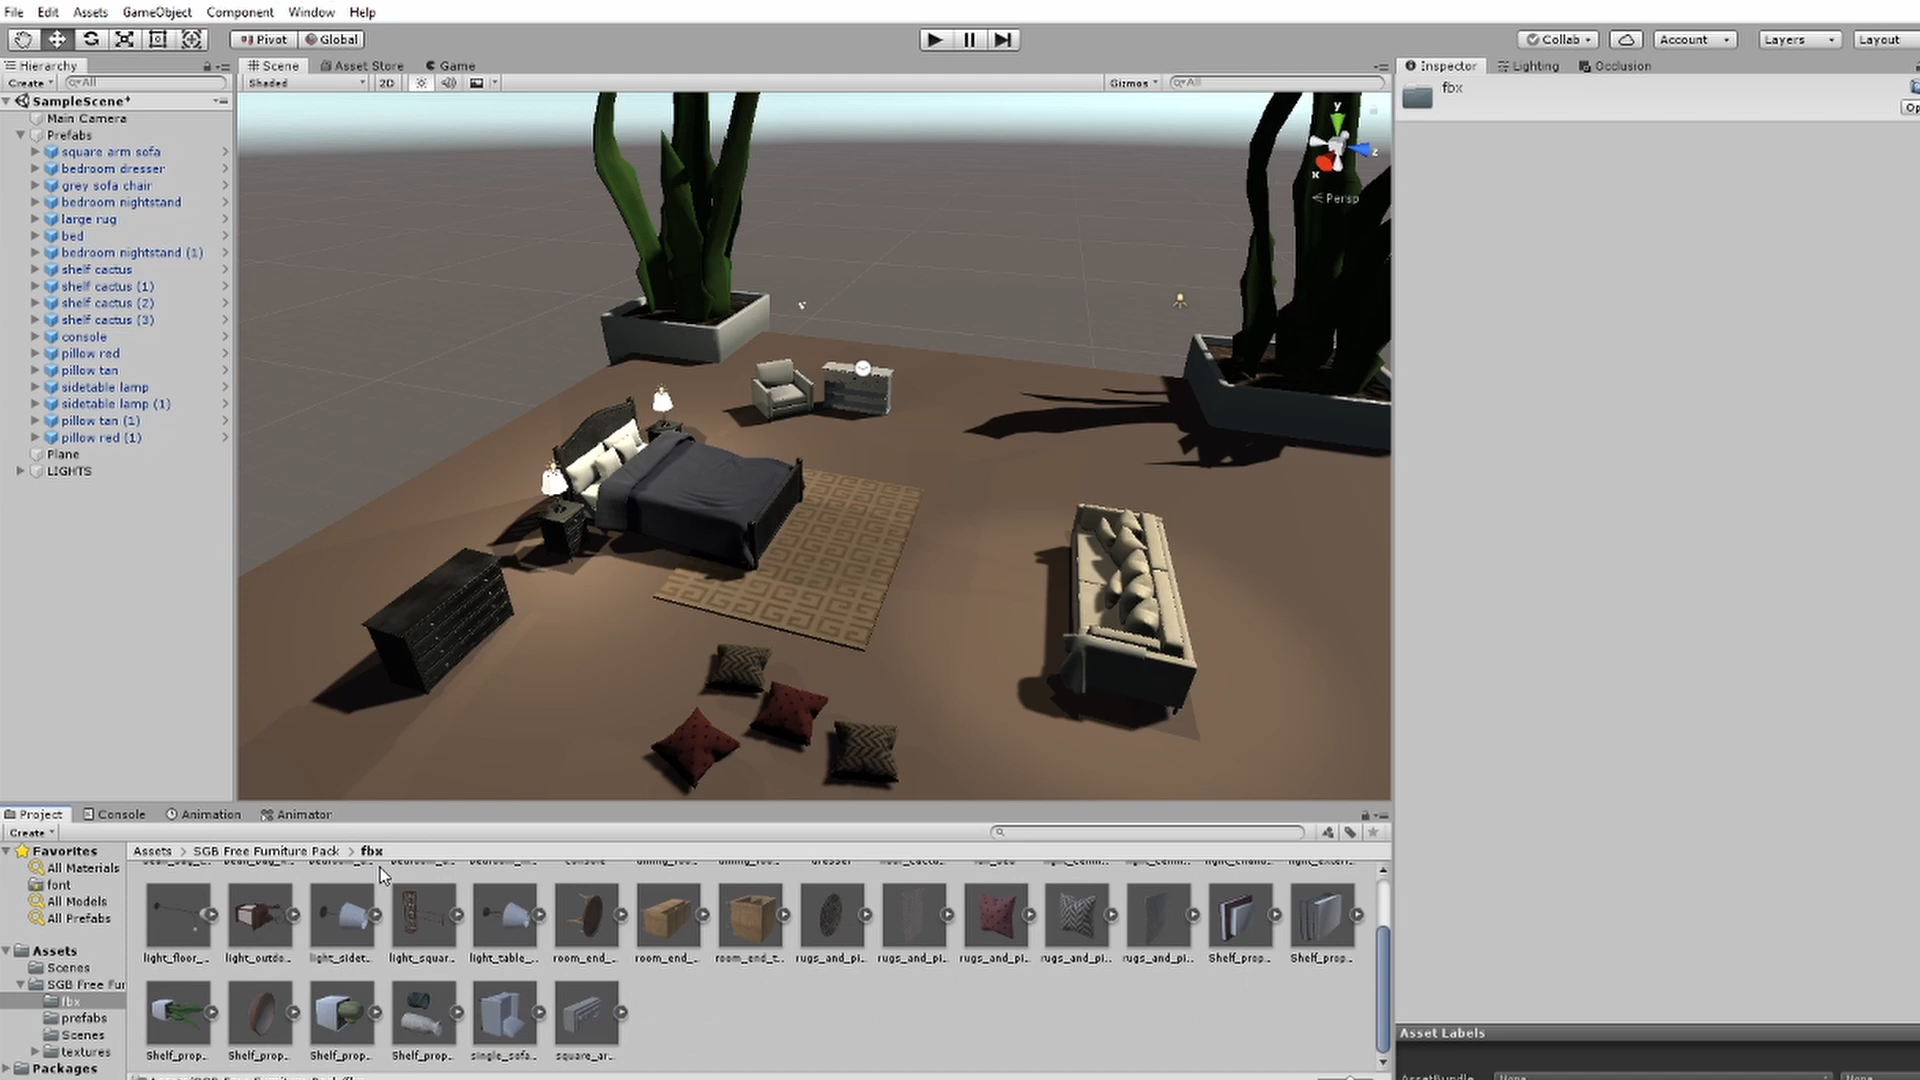 File Edit Assets GameObject Component Window Help
Pivot Global Collab Account Layers Layout
Hierarchy Scene Asset Store Game Inspector Lighting Occlusion
Create All Shaded 2D Gizmos All fbx
SampleScene*
Main Camera
Prefabs
square arm sofa
bedroom dresser
grey sofa chair
bedroom nightstand
large rug
bed
bedroom nightstand (1)
shelf cactus
shelf cactus (1)
shelf cactus (2)
shelf cactus (3)
console
pillow red
pillow tan
sidetable lamp
sidetable lamp (1)
pillow tan (1)
pillow red (1)
Plane
LIGHTS
y
z
x
Persp
Project Console Animation Animator
Create
Favorites
All Materials
font
All Models
All Prefabs
Assets
Scenes
SGB Free Fur
fbx
prefabs
Scenes
textures
Packages
Assets > SGB Free Furniture Pack > fbx
light_floor_... light_outdo... light_sidet... light_squar... light_table_... room_end_... room_end_... room_end_t... rugs_and_pi... rugs_and_pi... rugs_and_pi... rugs_and_pi... rugs_and_pi... Shelf_prop... Shelf_prop...
Shelf_prop... Shelf_prop... Shelf_prop... Shelf_prop... single_sofa... square_ar...
Asset Labels